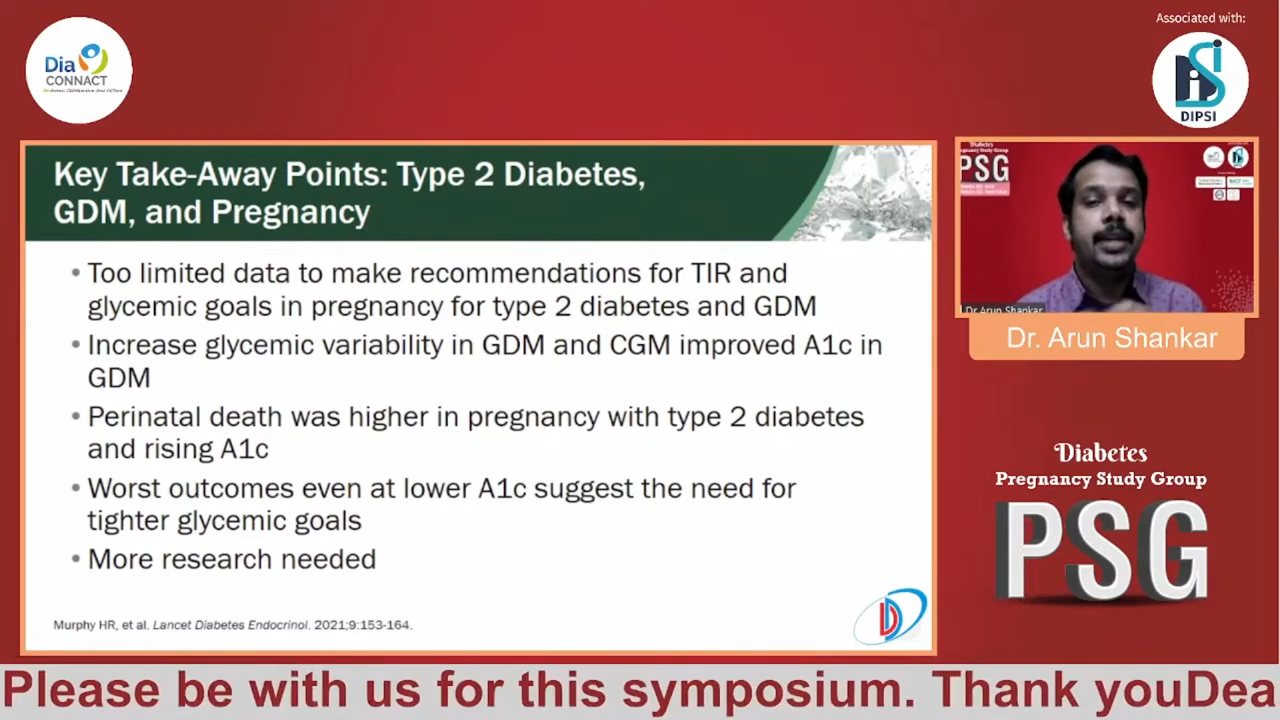 Associated with:
Dia
CONNACT
DIPSI
Key Take-Away Points: Type 2 Diabetes,
GDM, and Pregnancy
• Too limited data to make recommendations for TIR and
glycemic goals in pregnancy for type 2 diabetes and GDM
• Increase glycemic variability in GDM and CGM improved A1c in
GDM
• Perinatal death was higher in pregnancy with type 2 diabetes
and rising A1c
• Worst outcomes even at lower A1c suggest the need for
tighter glycemic goals
• More research needed
Murphy HR, et al. Lancet Diabetes Endocrinol. 2021;9:153-164.
PSG
Dr Arun Shankar
Dr. Arun Shankar
Diabetes
Pregnancy Study Group
PSG
Please be with us for this symposium. Thank youDea